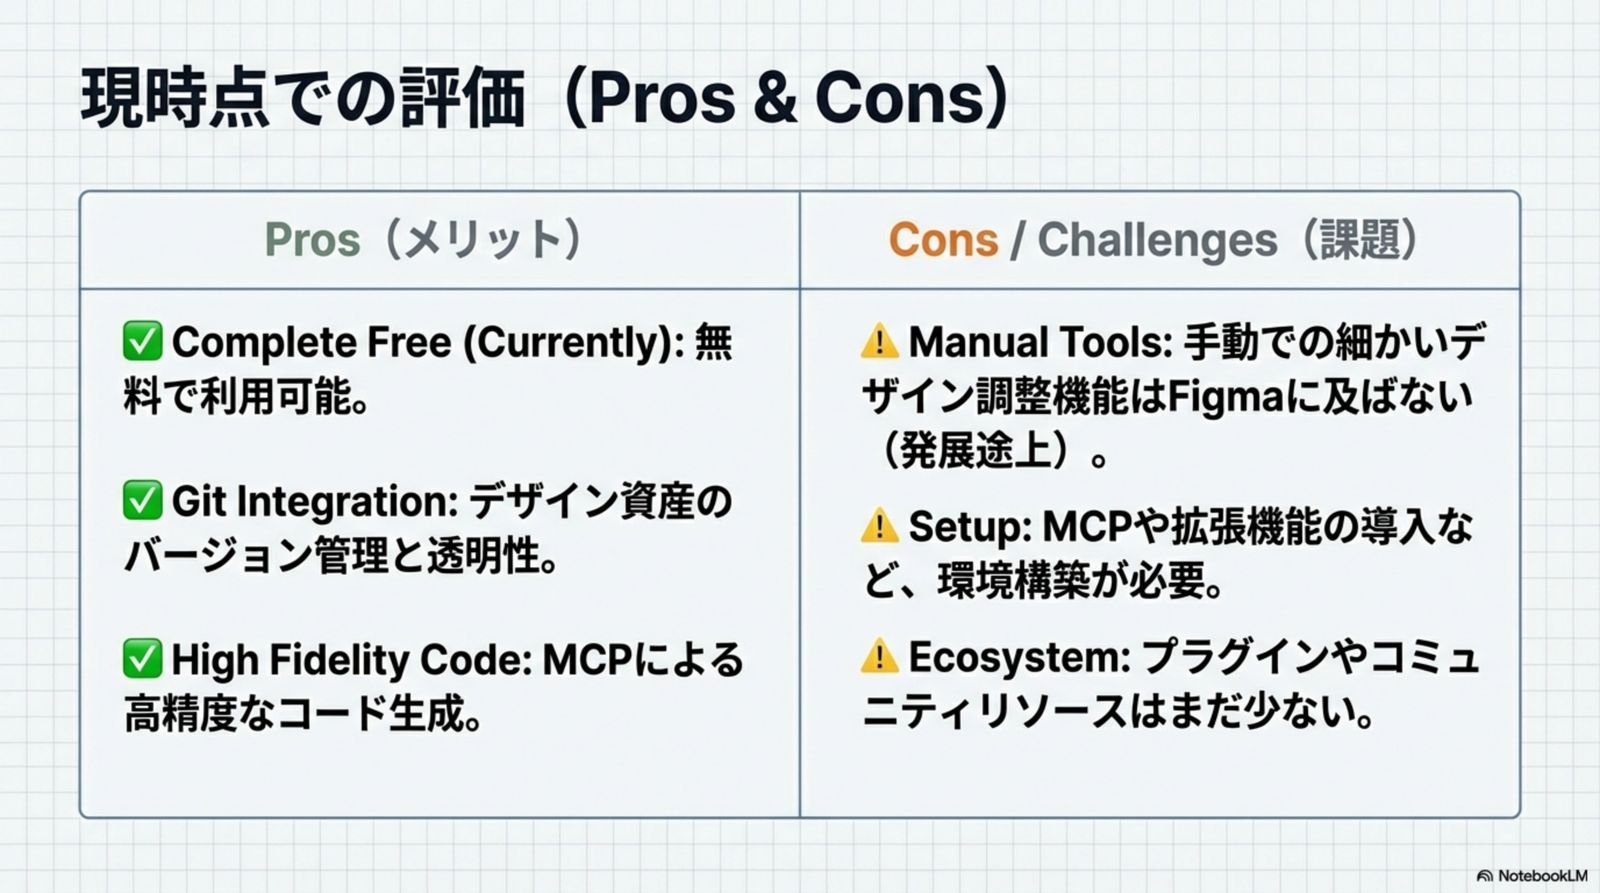 現時点での評価（Pros & Cons）
Pros（メリット）
✅ Complete Free (Currently): 無
料で利用可能。
✅ Git Integration: デザイン資産の
バージョン管理と透明性。
✅ High Fidelity Code: MCPによる
高精度なコード生成。
Cons / Challenges（課題）
⚠️ Manual Tools: 手動での細かいデ
ザイン調整機能はFigmaに及ばない
（発展途上）。
⚠️ Setup: MCPや拡張機能の導入な
ど、環境構築が必要。
⚠️ Ecosystem: プラグインやコミュ
ニティリソースはまだ少ない。
NotebookLM